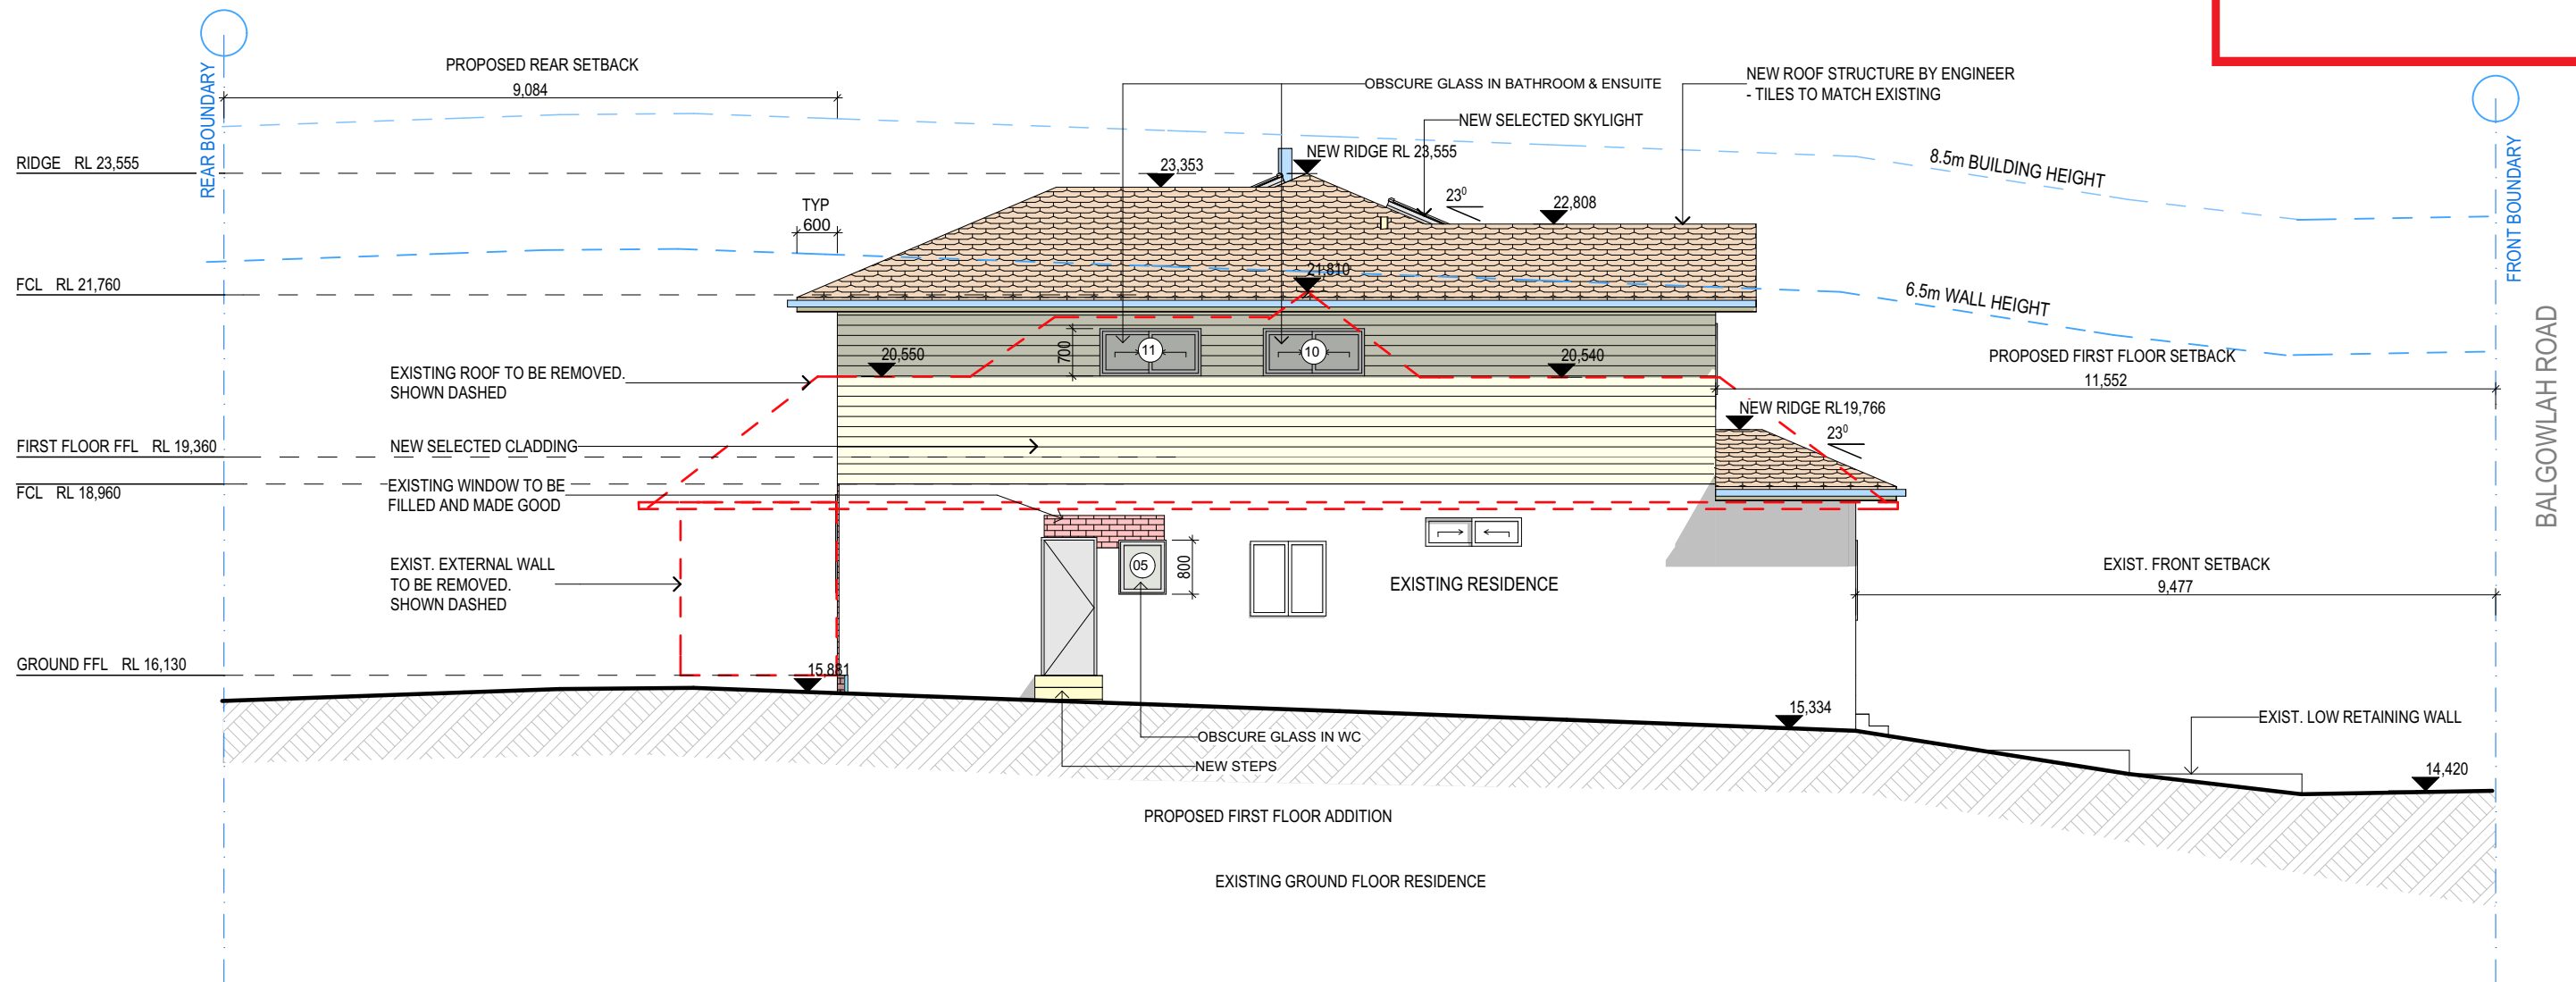 PROPOSED REAR SETBACK
9,084
REAR BOUNDARY
OBSCURE GLASS IN BATHROOM & ENSUITE
NEW ROOF STRUCTURE BY ENGINEER
- TILES TO MATCH EXISTING
NEW SELECTED SKYLIGHT
RIDGE RL 23,555
23,353
NEW RIDGE RL 23,555
8.5m BUILDING HEIGHT
FRONT BOUNDARY
TYP
600
23⁰
22,808
FCL RL 21,760
21,810
6.5m WALL HEIGHT
BALGOWLAH ROAD
700
11
10
20,550
20,540
PROPOSED FIRST FLOOR SETBACK
11,552
EXISTING ROOF TO BE REMOVED.
SHOWN DASHED
NEW RIDGE RL19,766
23⁰
FIRST FLOOR FFL RL 19,360
NEW SELECTED CLADDING
FCL RL 18,960
EXISTING WINDOW TO BE
FILLED AND MADE GOOD
05
800
EXIST. EXTERNAL WALL
TO BE REMOVED.
SHOWN DASHED
EXISTING RESIDENCE
EXIST. FRONT SETBACK
9,477
GROUND FFL RL 16,130
15,881
15,334
EXIST. LOW RETAINING WALL
OBSCURE GLASS IN WC
NEW STEPS
14,420
PROPOSED FIRST FLOOR ADDITION
EXISTING GROUND FLOOR RESIDENCE